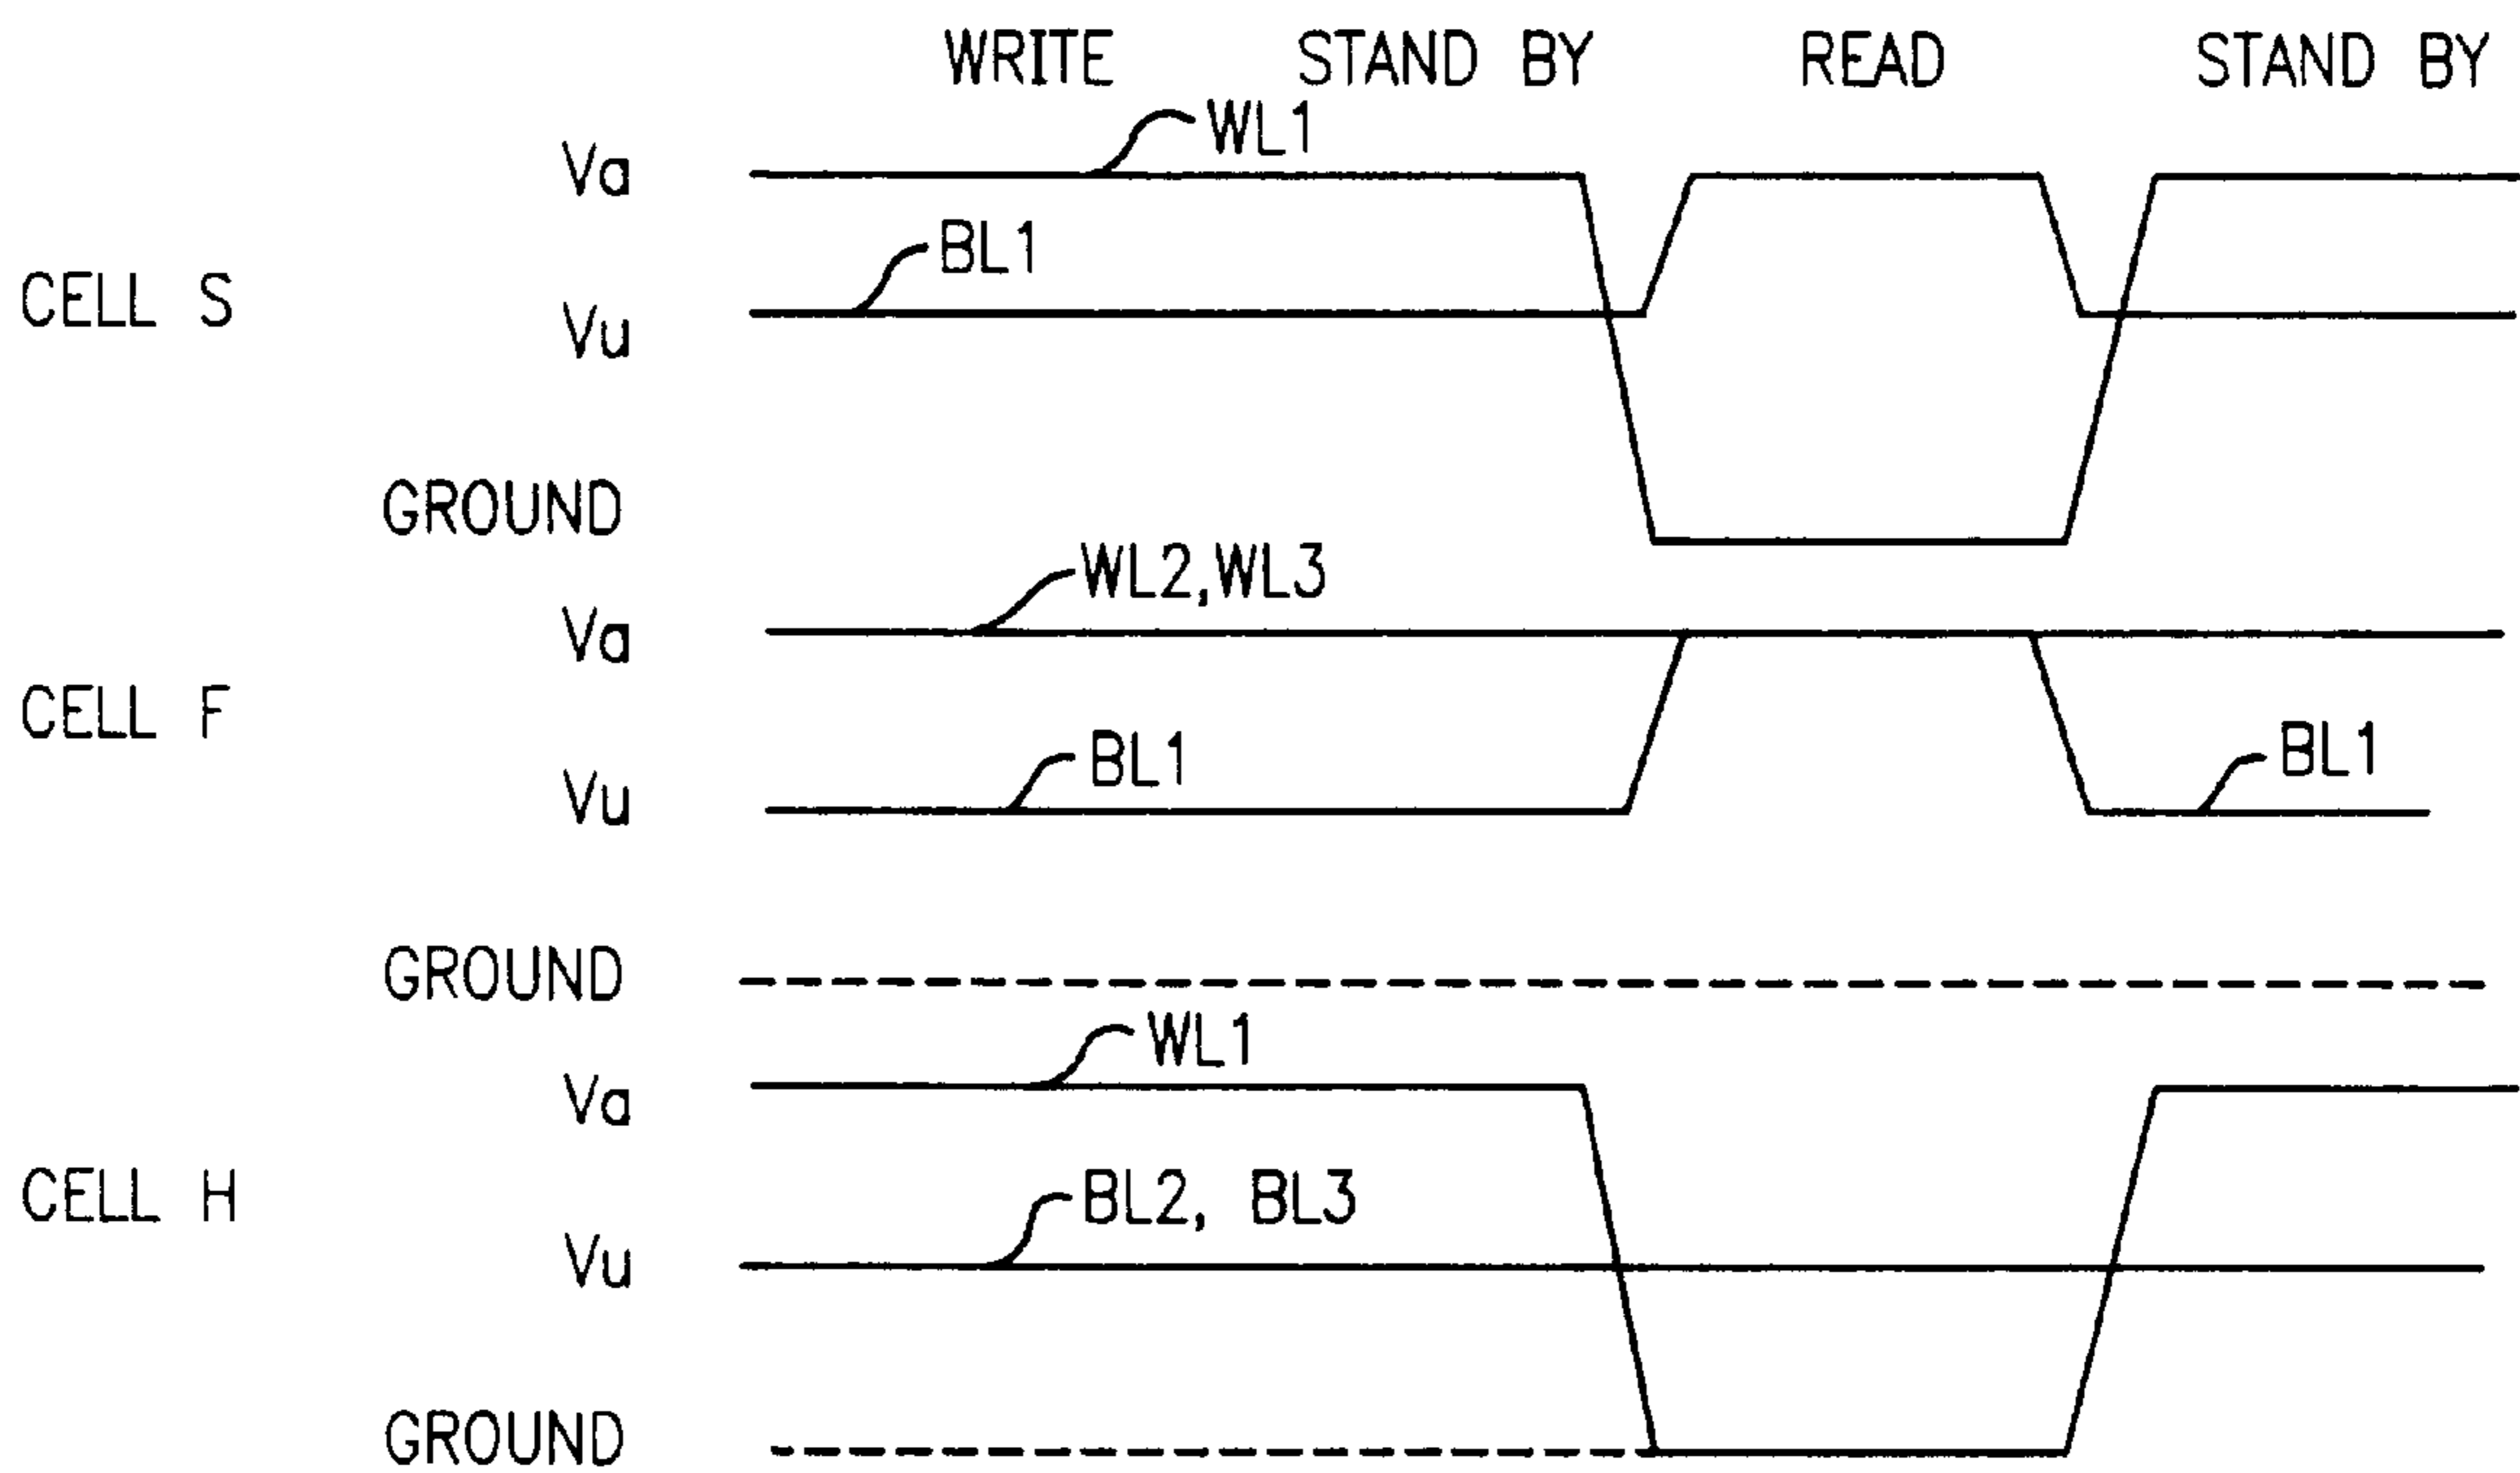 WRITE STAND BY READ STAND BY
WL1
Va
BL1
CELL S
Vu
GROUND
WL2,WL3
Va
CELL F
BL1
BL1
Vu
GROUND
WL1
Va
BL2, BL3
CELL H
Vu
GROUND